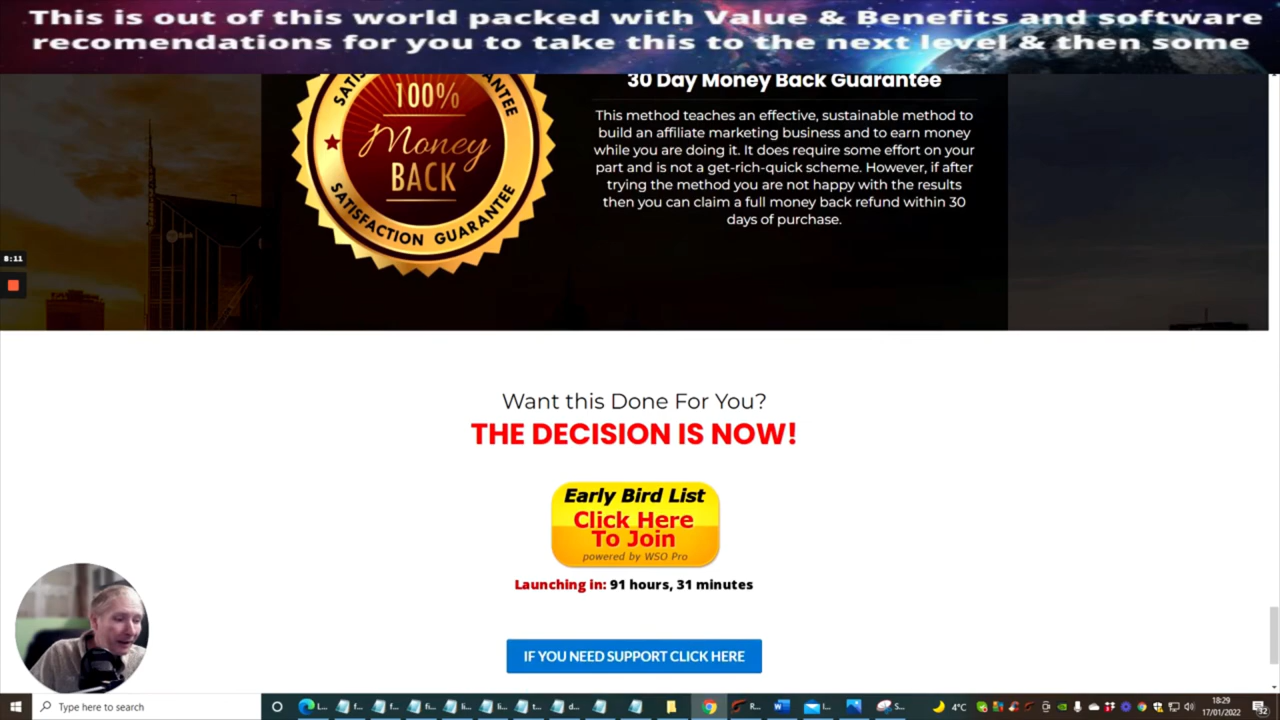 This is out of this world packed with Value & Benefits and software
recomendations for you to take this to the next level & then some
SATISFACTION GUARANTEE
100%
Money
BACK
SATISFACTION GUARANTEE
30 Day Money Back Guarantee
This method teaches an effective, sustainable method to
build an affiliate marketing business and to earn money
while you are doing it. It does require some effort on your
part and is not a get-rich-quick scheme. However, if after
trying the method you are not happy with the results
then you can claim a full money back refund within 30
days of purchase.
8:11
Want this Done For You?
THE DECISION IS NOW!
Early Bird List
Click Here
To Join
powered by WSO Pro
Launching in: 91 hours, 31 minutes
IF YOU NEED SUPPORT CLICK HERE
Type here to search
L...
f...
f...
fi...
li...
li...
t...
d...
R...
I...
S...
4°C
18:29
17/01/2022
32